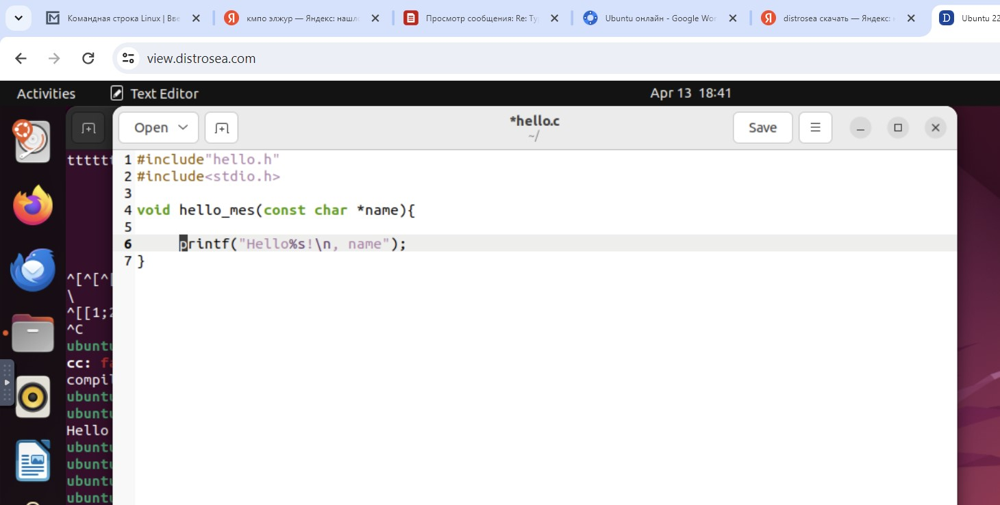 Командная строка Linux | Вве
кмпо элжур — Яндекс: нашл
Просмотр сообщения: Re: Ту
Ubuntu онлайн - Google Wor
distrosea скачать — Яндекс:
Ubuntu 22
view.distrosea.com
Activities
Text Editor
Apr 13 18:41
Open
*hello.c
~/
Save
tttttt
1 #include"hello.h"
2 #include<stdio.h>
3
4 void hello_mes(const char *name){
5
6 printf("Hello%s!\n, name");
7 }
^[^[^[
\
^[[1;2
^C
ubuntu
cc: fa
compil
ubuntu
ubuntu
Hello
ubuntu
ubuntu
ubuntu
ubuntu